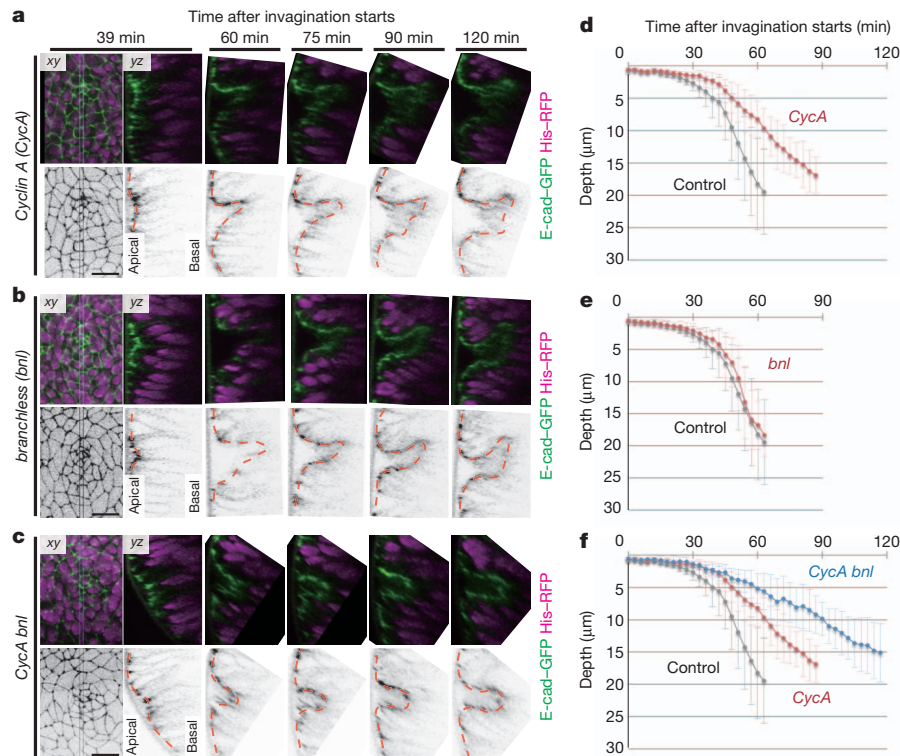 a
Time after invagination starts
39 min 60 min 75 min 90 min 120 min
Cyclin A (CycA)
xy yz
Apical Basal
E-cad–GFP His–RFP
b
branchless (bnl)
xy yz
Apical Basal
E-cad–GFP His–RFP
c
CycA bnl
xy yz
Apical Basal
E-cad–GFP His–RFP
d
Time after invagination starts (min)
0 30 60 90 120
Depth (μm)
5
10
15
20
25
30
CycA
Control
e
0 30 60 90
Depth (μm)
5
10
15
20
25
30
bnl
Control
f
0 30 60 90 120
Depth (μm)
5
10
15
20
25
30
CycA bnl
Control
CycA